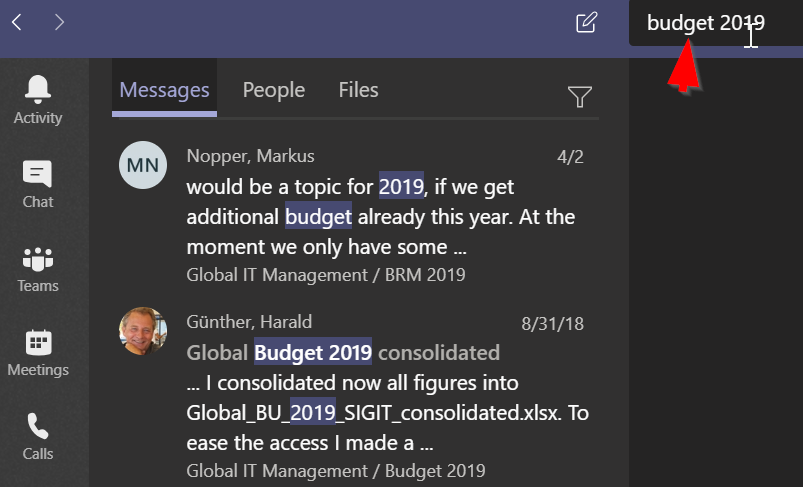 budget 2019
Messages People Files
Activity
Chat
Teams
Meetings
Calls
MN
Nopper, Markus 4/2
would be a topic for 2019, if we get
additional budget already this year. At the
moment we only have some ...
Global IT Management / BRM 2019
Günther, Harald 8/31/18
Global Budget 2019 consolidated
... I consolidated now all figures into
Global_BU_2019_SIGIT_consolidated.xlsx. To
ease the access I made a ...
Global IT Management / Budget 2019